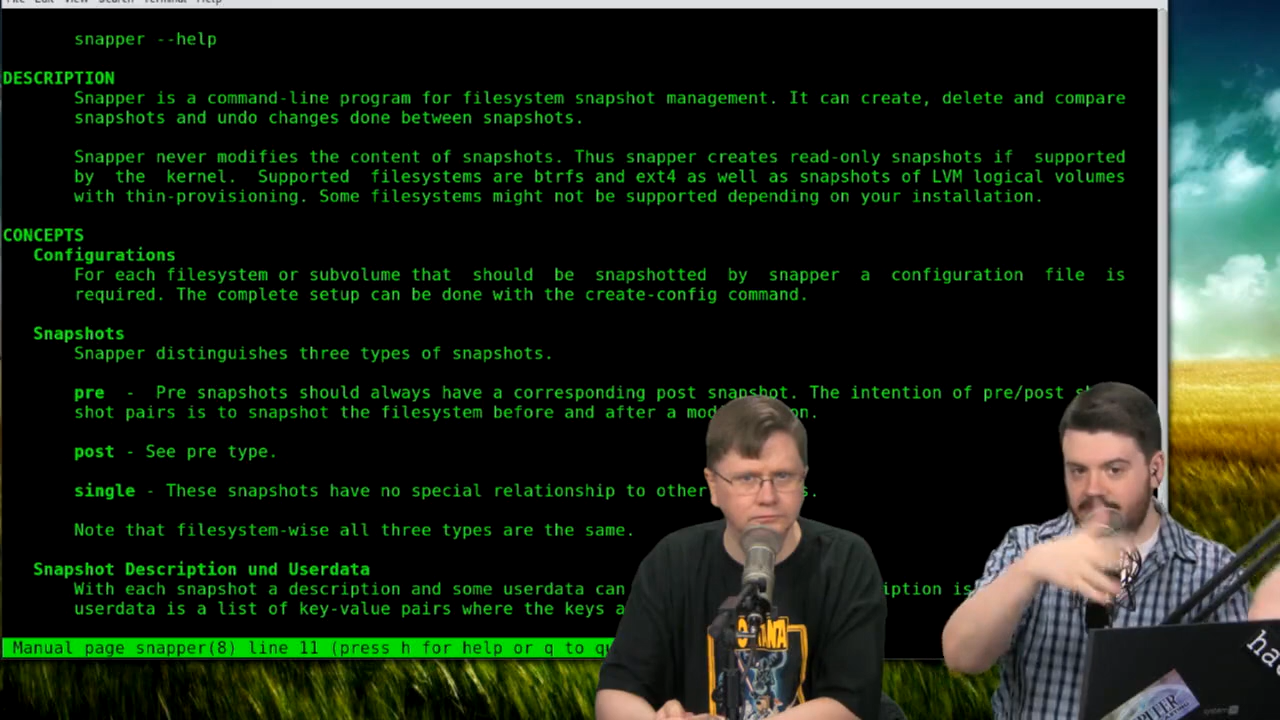 File Edit View Search Terminal Help
snapper --help
DESCRIPTION
Snapper is a command-line program for filesystem snapshot management. It can create, delete and compare
snapshots and undo changes done between snapshots.
Snapper never modifies the content of snapshots. Thus snapper creates read-only snapshots if supported
by the kernel. Supported filesystems are btrfs and ext4 as well as snapshots of LVM logical volumes
with thin-provisioning. Some filesystems might not be supported depending on your installation.
CONCEPTS
Configurations
For each filesystem or subvolume that should be snapshotted by snapper a configuration file is
required. The complete setup can be done with the create-config command.
Snapshots
Snapper distinguishes three types of snapshots.
pre - Pre snapshots should always have a corresponding post snapshot. The intention of pre/post
shot pairs is to snapshot the filesystem before and after a
post - See pre type.
single - These snapshots have no special relationship to other
Note that filesystem-wise all three types are the same.
Snapshot Description und Userdata
With each snapshot a description and some userdata can
userdata is a list of key-value pairs where the keys
Manual page snapper(8) line 11 (press h for help or q to